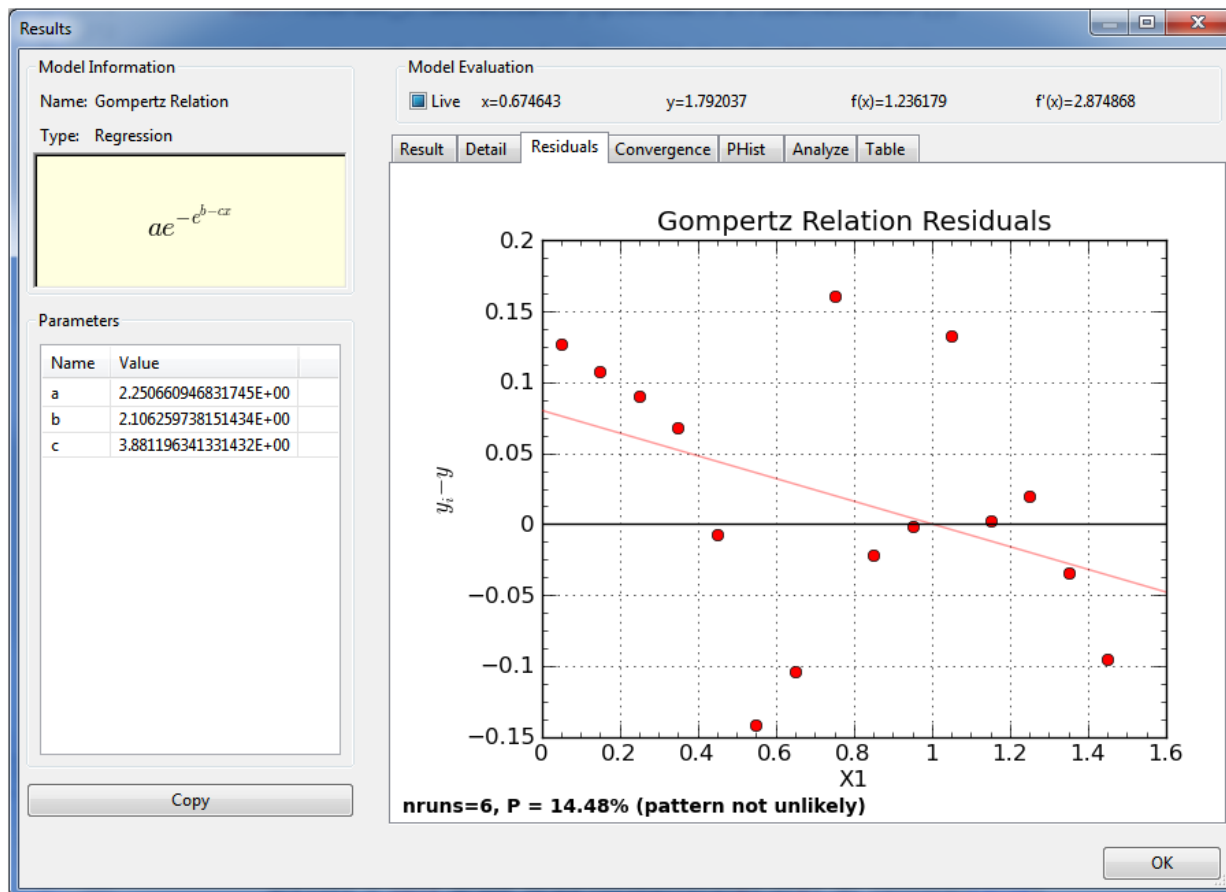 Results
Model Information
Name: Gompertz Relation
Type: Regression
ae^{-e^{b-cx}}
Parameters
Name Value
a 2.250660946831745E+00
b 2.106259738151434E+00
c 3.881196341331432E+00
Copy
Model Evaluation
Live x=0.674643 y=1.792037 f(x)=1.236179 f'(x)=2.874868
Result Detail Residuals Convergence PHist Analyze Table
Gompertz Relation Residuals
0.2
0.15
0.1
0.05
0
−0.05
−0.1
−0.15
y_i−y
0 0.2 0.4 0.6 0.8 1 1.2 1.4 1.6
X1
nruns=6, P = 14.48% (pattern not unlikely)
OK